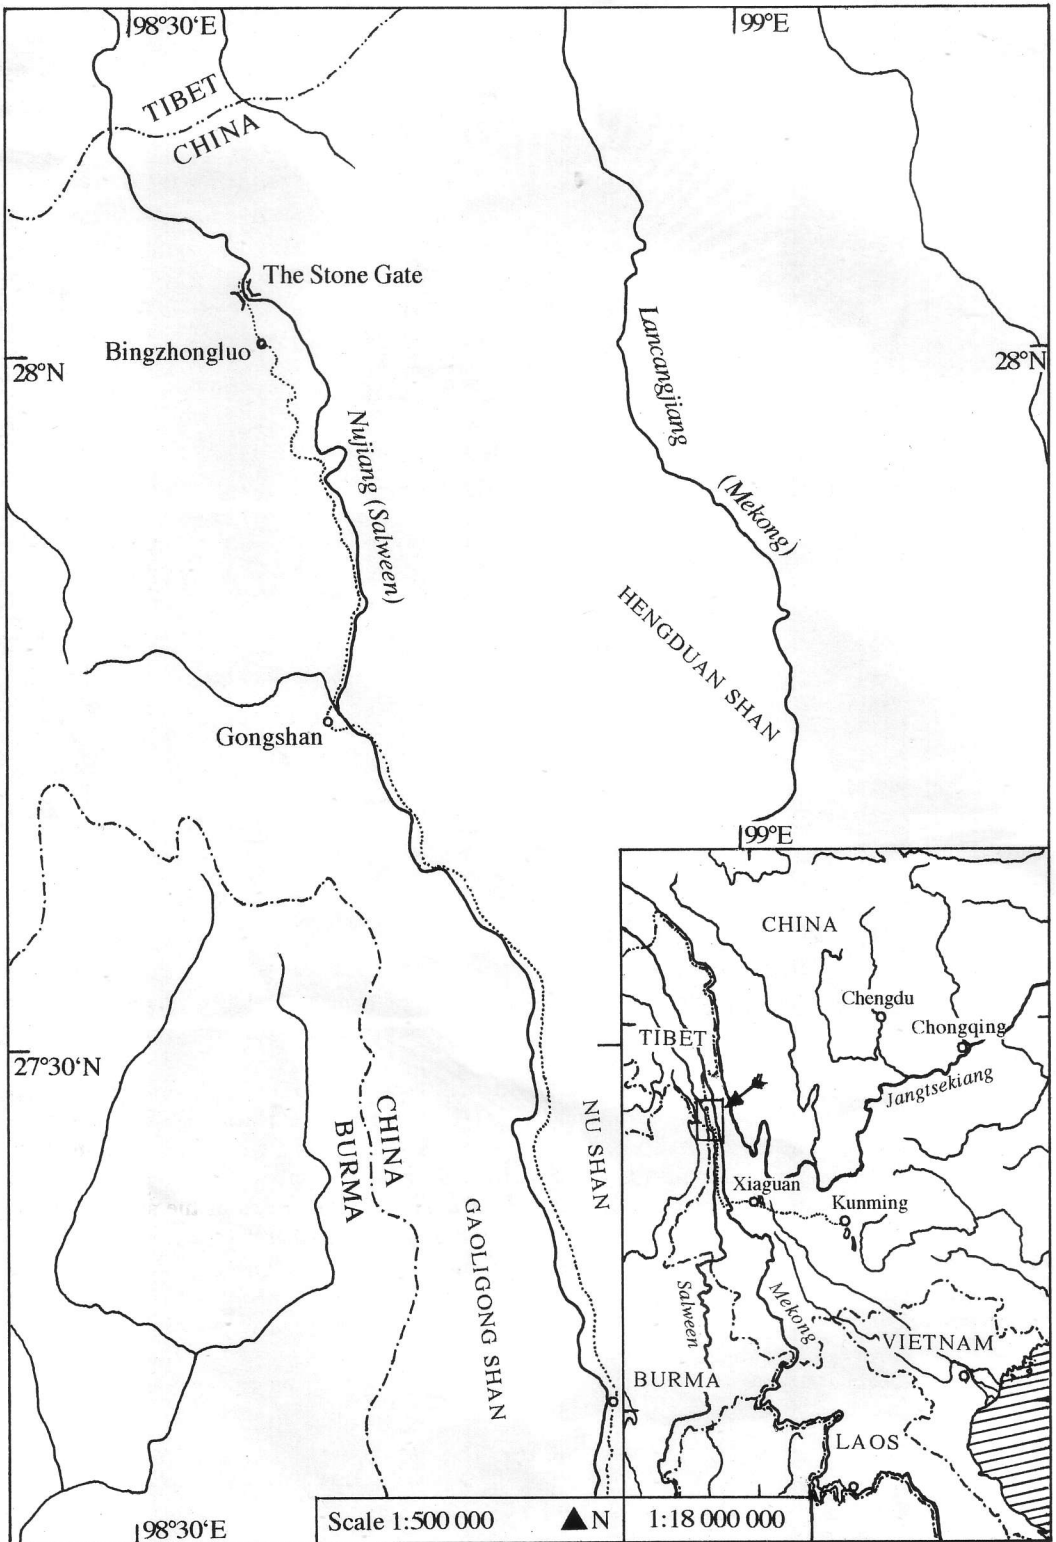 98°30‘E
99°E
TIBET
CHINA
The Stone Gate
Bingzhongluo
28°N
28°N
Lancangjiang
(Mekong)
Nujiang (Salween)
HENGDUAN SHAN
Gongshan
99°E
27°30‘N
CHINA
BURMA
NU SHAN
GAOLIGONG SHAN
CHINA
Chengdu
Chongqing
TIBET
Jangtsekiang
Xiaguan
Kunming
Salween
Mekong
VIETNAM
BURMA
LAOS
98°30‘E
Scale 1:500 000
N
1:18 000 000